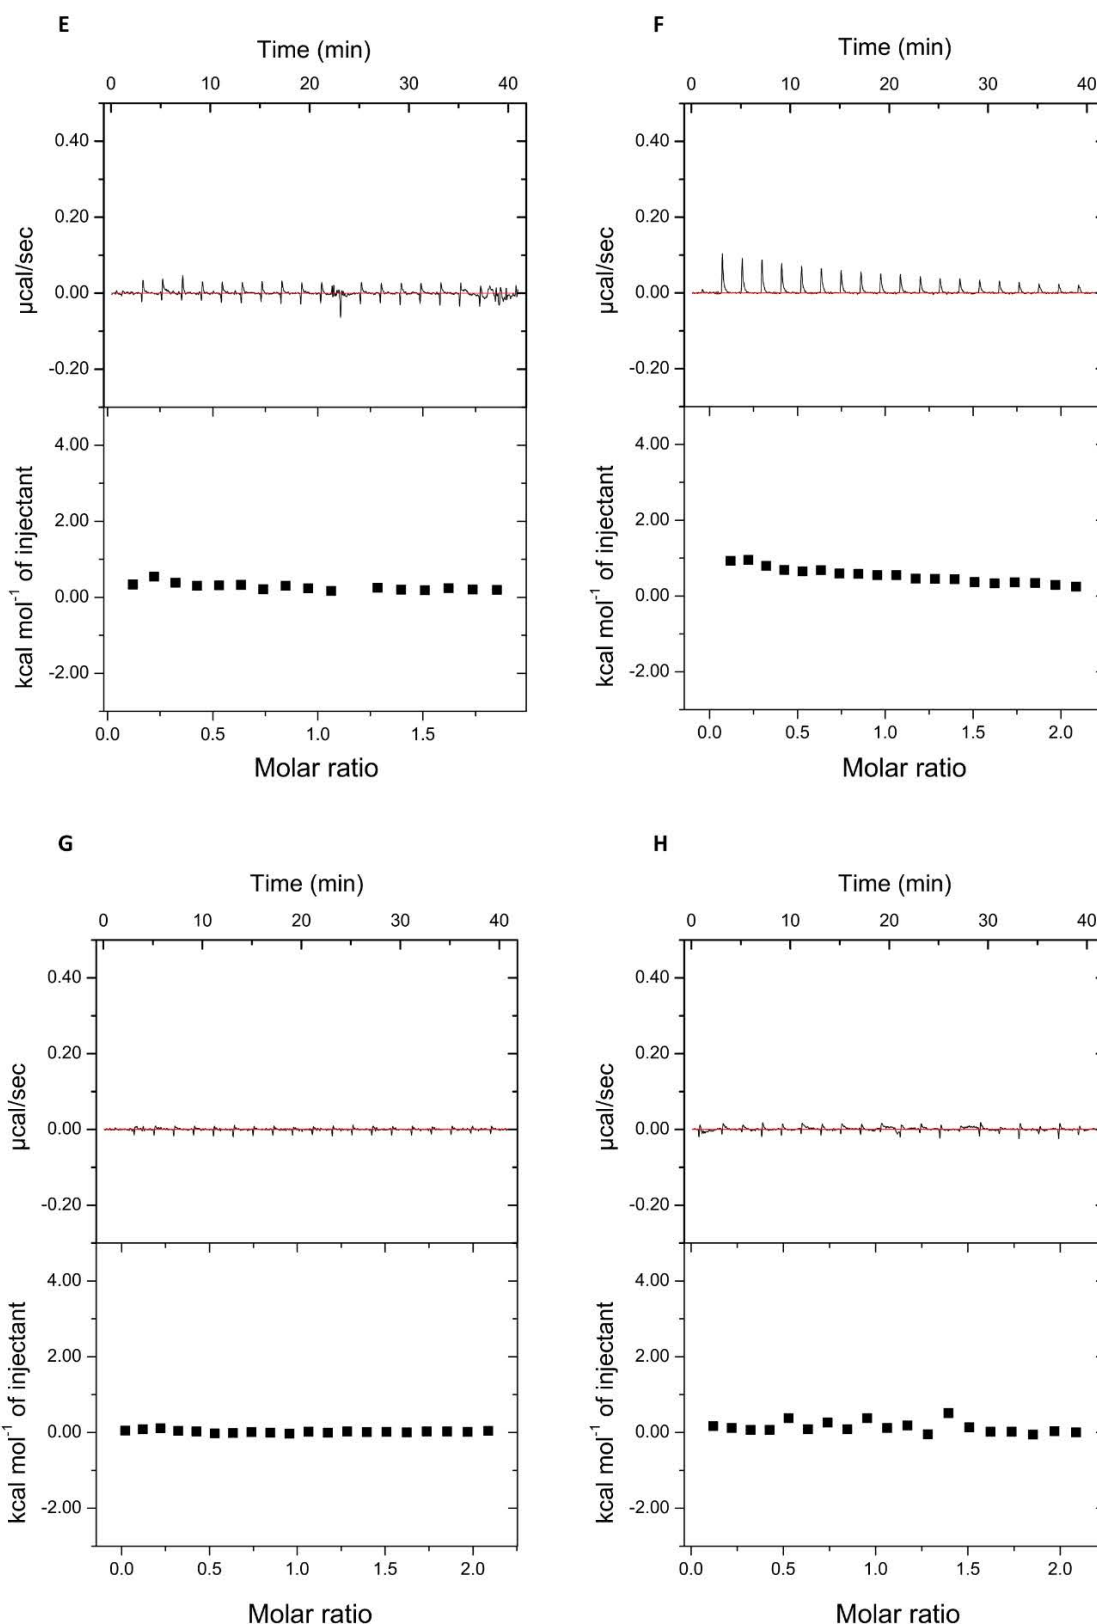 E
Time (min)
0 10 20 30 40
0.40
0.20
0.00
-0.20
µcal/sec
4.00
2.00
0.00
-2.00
kcal mol⁻¹ of injectant
0.0 0.5 1.0 1.5
Molar ratio
F
Time (min)
0 10 20 30 40
0.40
0.20
0.00
-0.20
µcal/sec
4.00
2.00
0.00
-2.00
kcal mol⁻¹ of injectant
0.0 0.5 1.0 1.5 2.0
Molar ratio
G
Time (min)
0 10 20 30 40
0.40
0.20
0.00
-0.20
µcal/sec
4.00
2.00
0.00
-2.00
kcal mol⁻¹ of injectant
0.0 0.5 1.0 1.5 2.0
Molar ratio
H
Time (min)
0 10 20 30 40
0.40
0.20
0.00
-0.20
µcal/sec
4.00
2.00
0.00
-2.00
kcal mol⁻¹ of injectant
0.0 0.5 1.0 1.5 2.0
Molar ratio